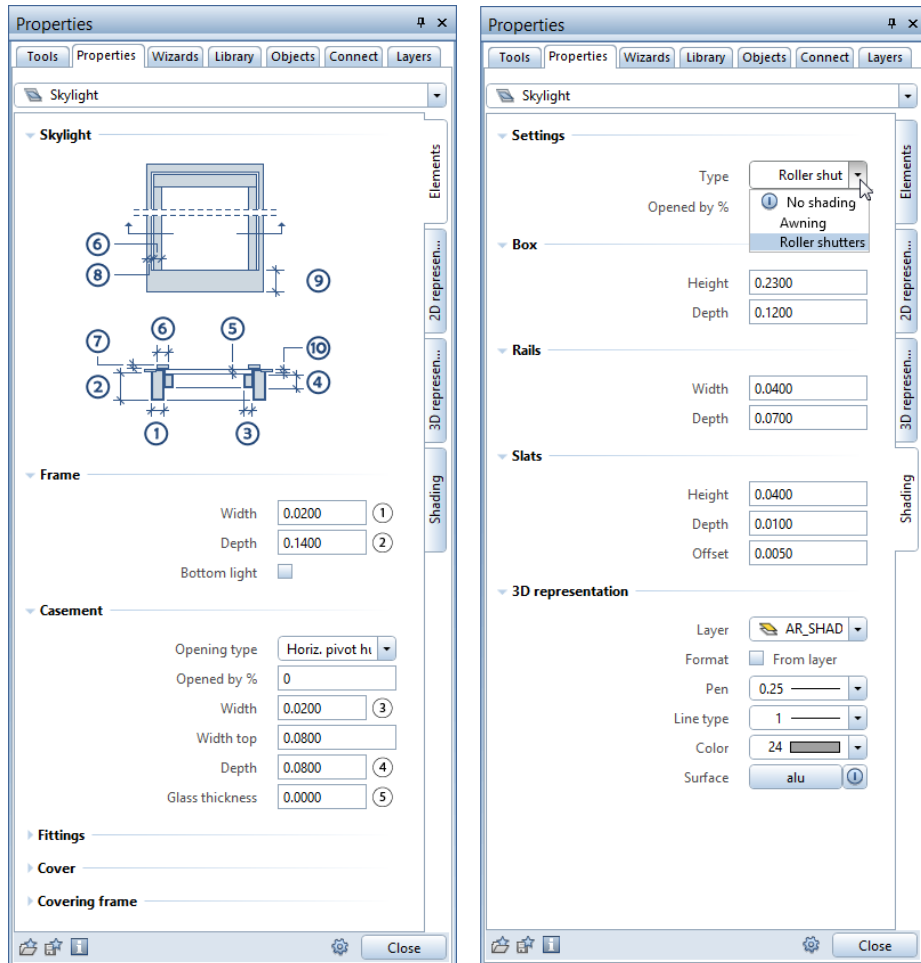 Properties
Tools Properties Wizards Library Objects Connect Layers
Skylight
Skylight
6
8
9
6
5
7
10
2
4
1
3
Frame
Width 0.0200 1
Depth 0.1400 2
Bottom light
Casement
Opening type Horiz. pivot hu
Opened by % 0
Width 0.0200 3
Width top 0.0800
Depth 0.0800 4
Glass thickness 0.0000 5
Fittings
Cover
Covering frame
Elements
2D represen...
3D represen...
Shading
Close
Properties
Tools Properties Wizards Library Objects Connect Layers
Skylight
Settings
Type Roller shut
No shading
Awning
Roller shutters
Opened by %
Box
Height 0.2300
Depth 0.1200
Rails
Width 0.0400
Depth 0.0700
Slats
Height 0.0400
Depth 0.0100
Offset 0.0050
3D representation
Layer AR_SHAD
Format From layer
Pen 0.25
Line type 1
Color 24
Surface alu
Elements
2D represen...
3D represen...
Shading
Close